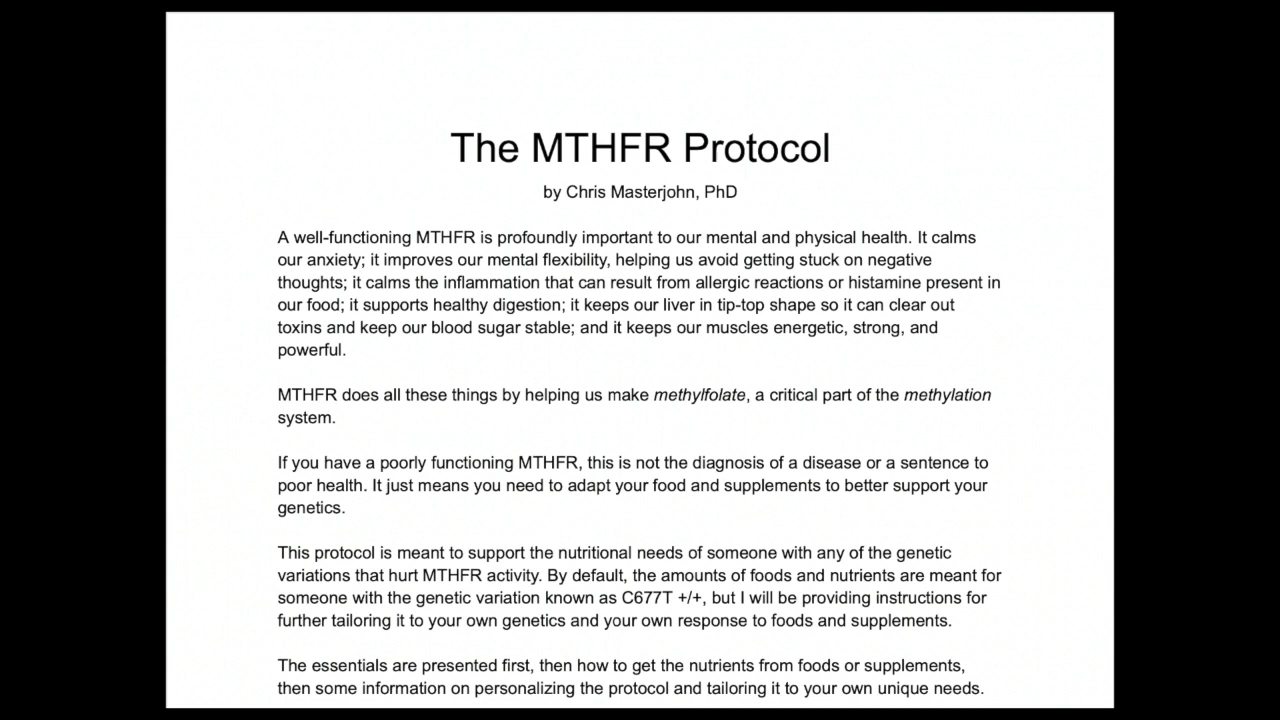 The MTHFR Protocol
by Chris Masterjohn, PhD
A well-functioning MTHFR is profoundly important to our mental and physical health. It calms
our anxiety; it improves our mental flexibility, helping us avoid getting stuck on negative
thoughts; it calms the inflammation that can result from allergic reactions or histamine present in
our food; it supports healthy digestion; it keeps our liver in tip-top shape so it can clear out
toxins and keep our blood sugar stable; and it keeps our muscles energetic, strong, and
powerful.
MTHFR does all these things by helping us make methylfolate, a critical part of the methylation
system.
If you have a poorly functioning MTHFR, this is not the diagnosis of a disease or a sentence to
poor health. It just means you need to adapt your food and supplements to better support your
genetics.
This protocol is meant to support the nutritional needs of someone with any of the genetic
variations that hurt MTHFR activity. By default, the amounts of foods and nutrients are meant for
someone with the genetic variation known as C677T +/+, but I will be providing instructions for
further tailoring it to your own genetics and your own response to foods and supplements.
The essentials are presented first, then how to get the nutrients from foods or supplements,
then some information on personalizing the protocol and tailoring it to your own unique needs.